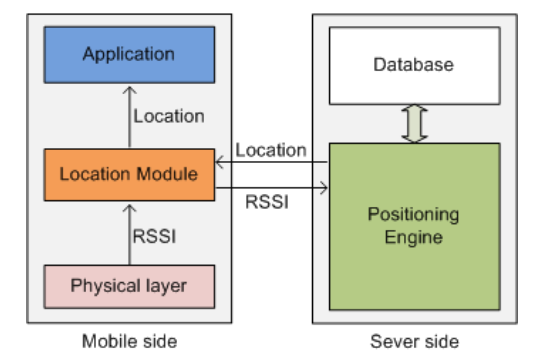 Application
Location
Location Module
RSSI
Physical layer
Mobile side
Location
RSSI
Database
Positioning
Engine
Sever side